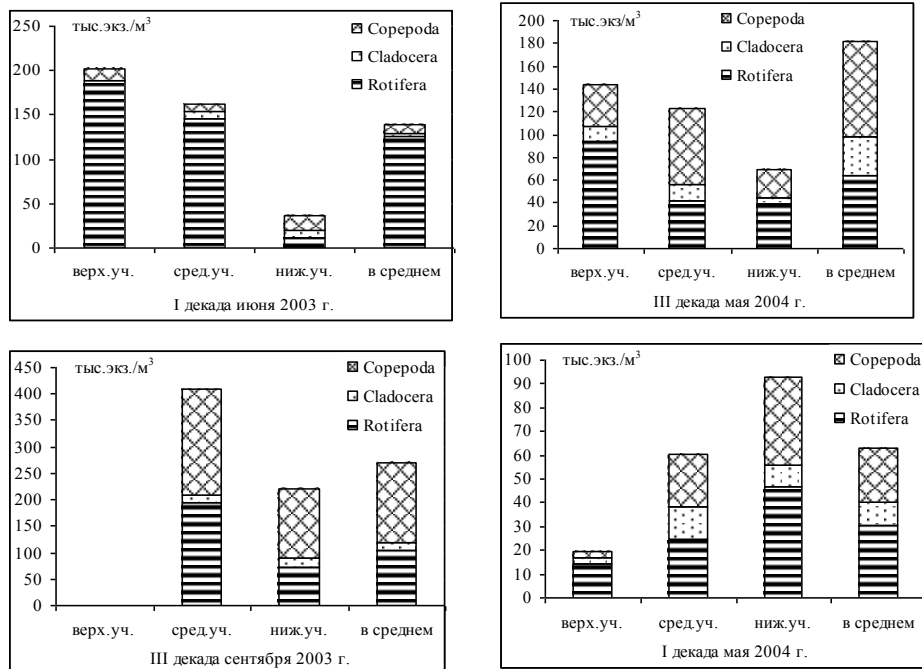 тыс.экз./м³
Copepoda
Cladocera
Rotifera
250
200
150
100
50
0
верх.уч. сред.уч. ниж.уч. в среднем
I декада июня 2003 г.
тыс.экз/м³
Copepoda
Cladocera
Rotifera
200
180
160
140
120
100
80
60
40
20
0
верх.уч. сред.уч. ниж.уч. в среднем
III декада мая 2004 г.
тыс.экз./м³
Copepoda
Cladocera
Rotifera
450
400
350
300
250
200
150
100
50
0
верх.уч. сред.уч. ниж.уч. в среднем
III декада сентября 2003 г.
тыс.экз./м³
Copepoda
Cladocera
Rotifera
100
90
80
70
60
50
40
30
20
10
0
верх.уч. сред.уч. ниж.уч. в среднем
I декада мая 2004 г.